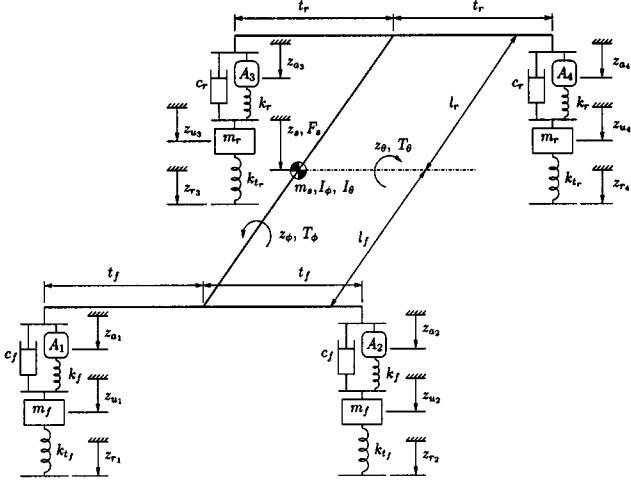 t_r t_r
A_3 z_{a_3} A_4 z_{a_4}
c_r k_r c_r k_r
l_r
z_{u_3} m_r z_s, F_s m_r z_{u_4}
z_θ, T_θ
z_{r_3} k_{t_r} m_s, I_ϕ, I_θ k_{t_r} z_{r_4}
z_ϕ, T_ϕ l_f
t_f t_f
A_1 z_{a_1} A_2 z_{a_2}
c_f k_f c_f k_f
m_f z_{u_1} m_f z_{u_2}
k_{t_f} z_{r_1} k_{t_f} z_{r_2}